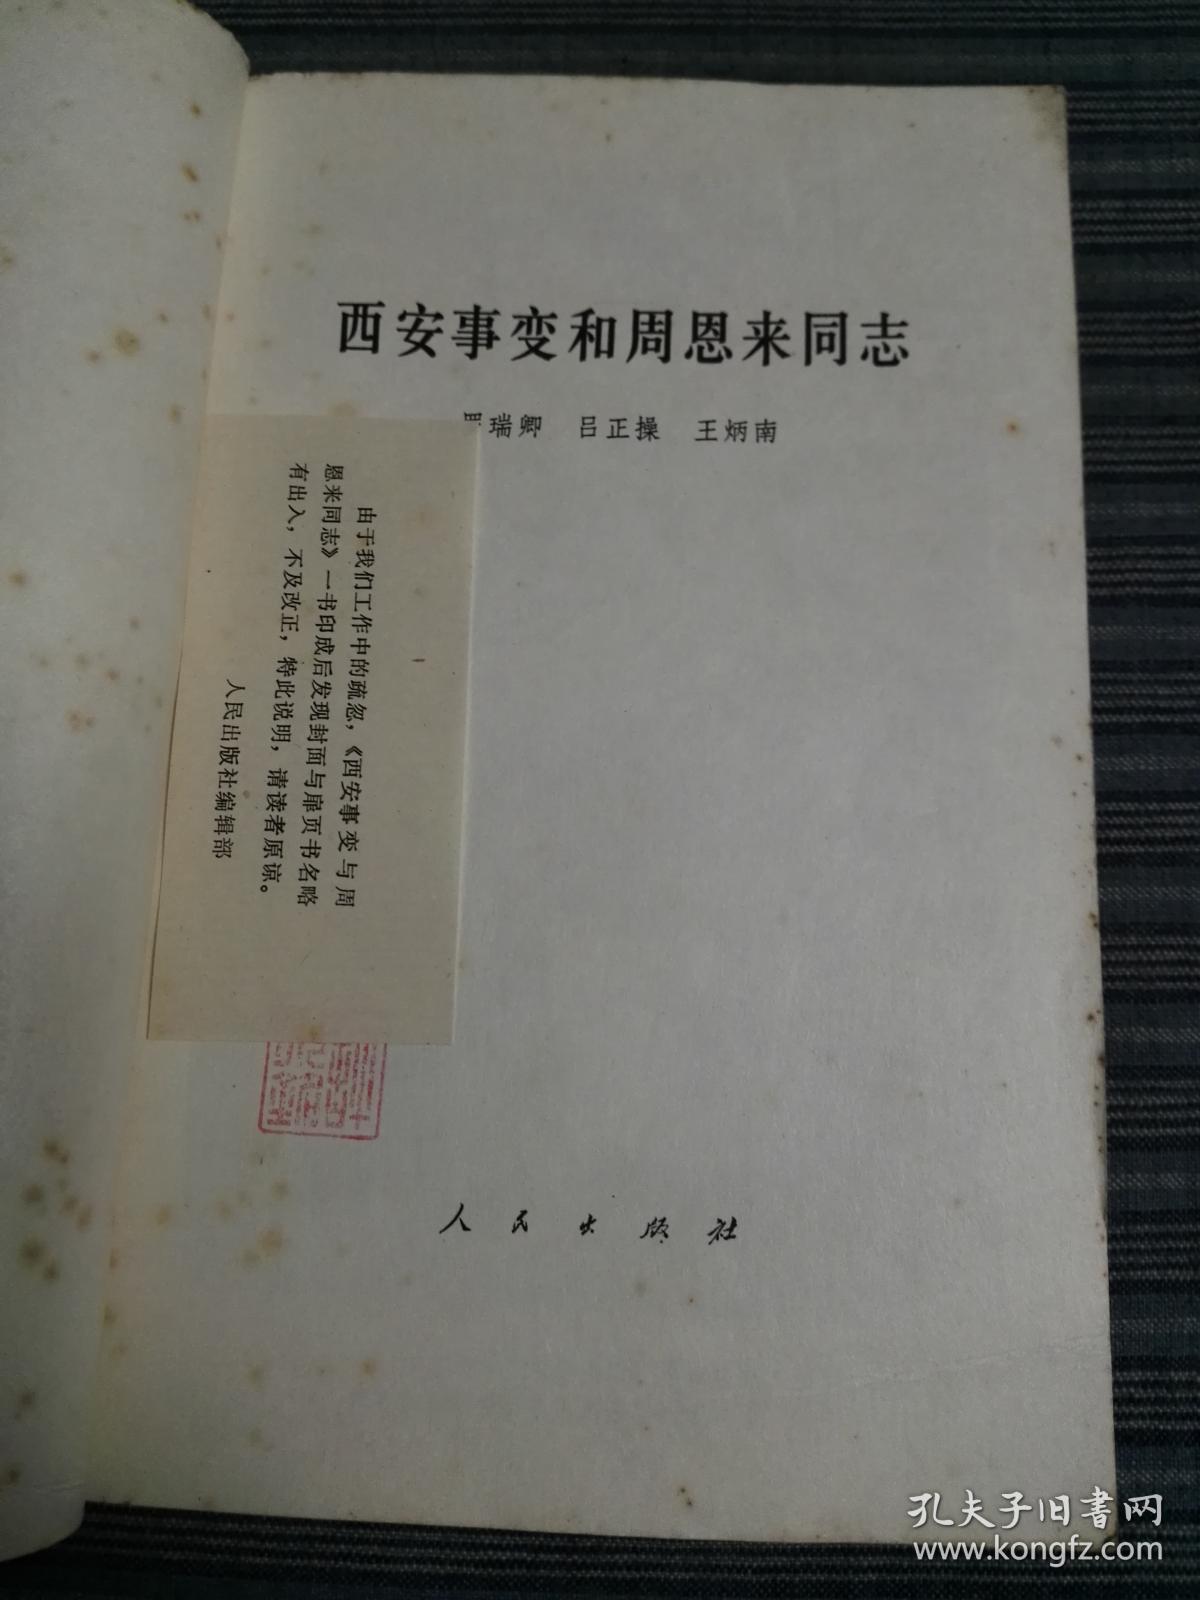 西安事变和周恩来同志
瑞卿 吕正操 王炳南
由于我们工作中的疏忽，《西安事变与周
恩来同志》一书印成后发现封面与扉页书名略
有出入，不及改正，特此说明，请读者原谅。
人民出版社编辑部
人民出版社
孔夫子旧書网
www.kongfz.com